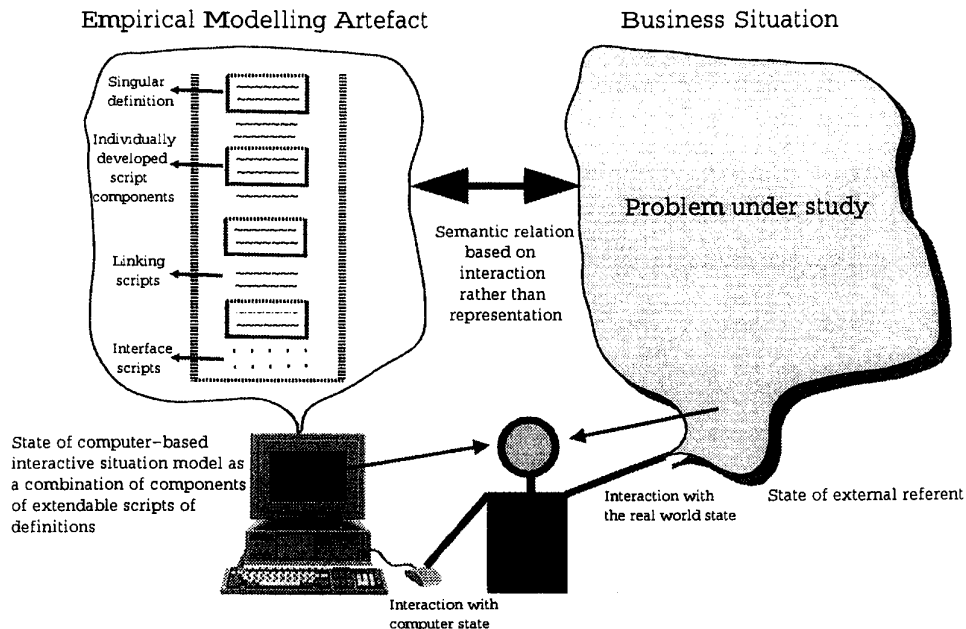 Empirical Modelling Artefact
Business Situation
Singular
definition
Individually
developed
script
components
Linking
scripts
Interface
scripts
Semantic relation
based on
interaction
rather than
representation
Problem under study
State of computer-based
interactive situation model as
a combination of components
of extendable scripts of
definitions
Interaction with
the real world state
State of external referent
Interaction with
computer state